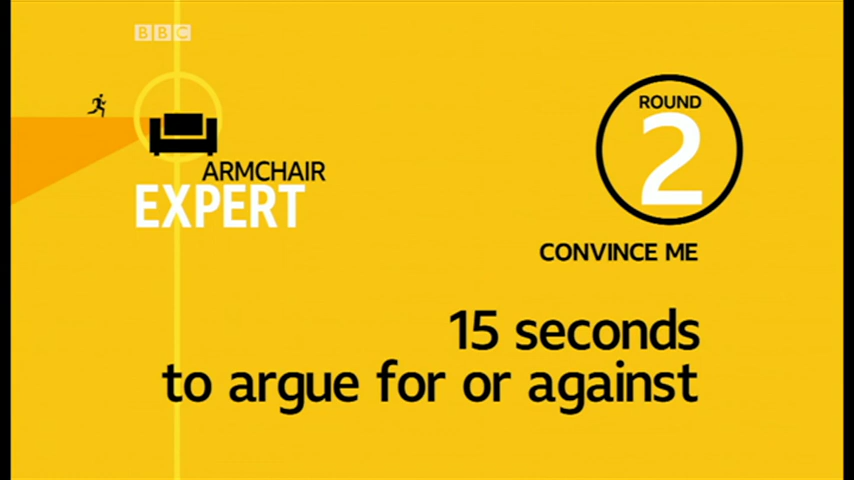 BBC
ARMCHAIR
EXPERT
ROUND
2
CONVINCE ME
15 seconds
to argue for or against